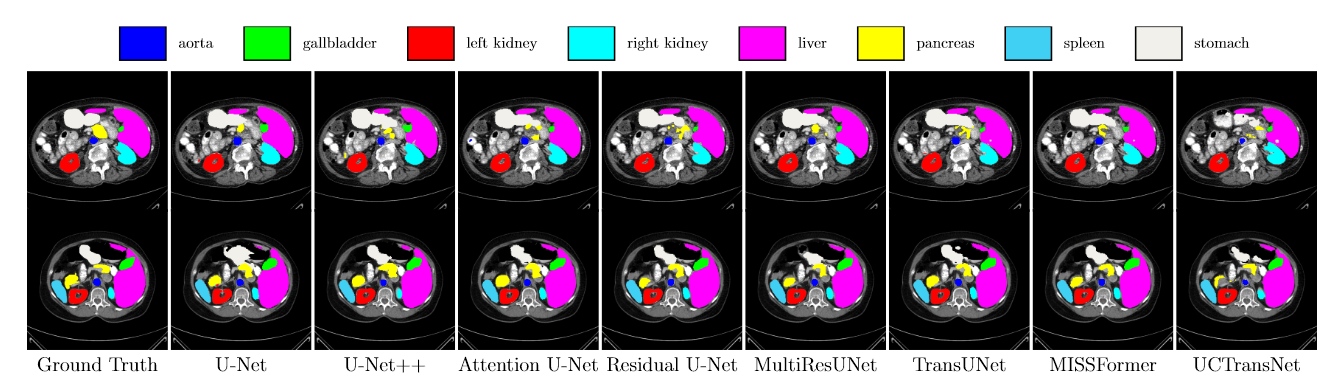 aorta gallbladder left kidney right kidney liver pancreas spleen stomach
Ground Truth U-Net U-Net++ Attention U-Net Residual U-Net MultiResUNet TransUNet MISSFormer UCTransNet